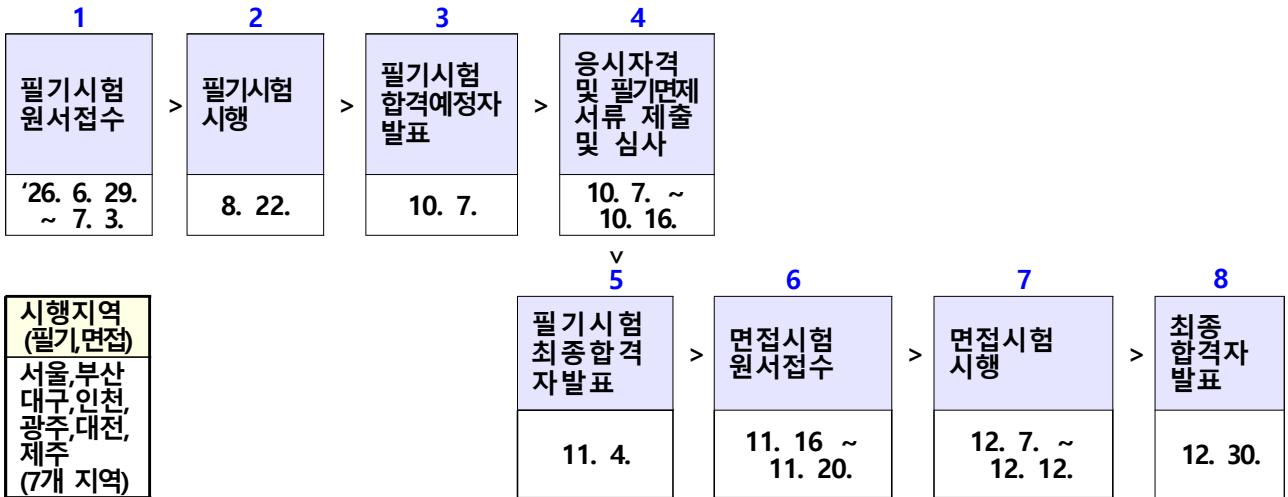 1
필기시험
원서접수
‘26. 6. 29.
~ 7. 3.
>
2
필기시험
시행
8. 22.
>
3
필기시험
합격예정자
발표
10. 7.
>
4
응시자격
및 필기면제
서류 제출
및 심사
10. 7. ~
10. 16.
>
5
필기시험
최종합격
자발표
11. 4.
>
6
면접시험
원서접수
11. 16 ~
11. 20.
>
7
면접시험
시행
12. 7. ~
12. 12.
>
8
최종
합격자
발표
12. 30.
시행지역
(필기,면접)
서울,부산
대구,인천,
광주,대전,
제주
(7개 지역)